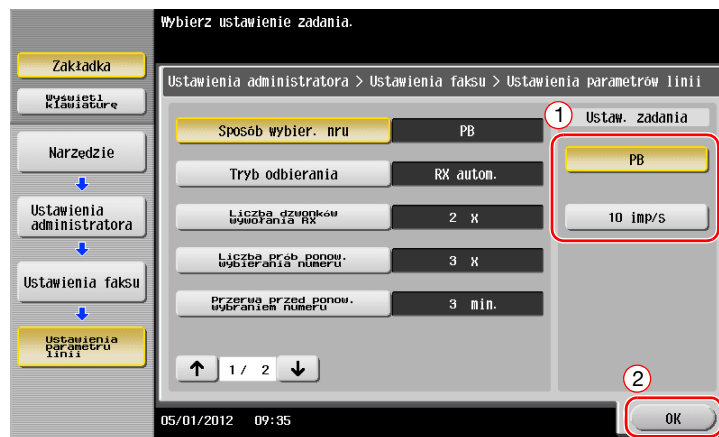 Wybierz ustawienie zadania.
Zakładka
Wyświetl
klawiaturę
Narzędzie
Ustawienia
administratora
Ustawienia faksu
Ustawienia
parametru
linii
Ustawienia administratora > Ustawienia faksu > Ustawienia parametrów linii
Sposób wybier. nru
PB
Tryb odbierania
RX autom.
Liczba dzwonków
wywołania RX
2 X
Liczba prób ponow.
wybierania numeru
3 X
Przerwa przed ponow.
wybraniem numeru
3 min.
1/ 2
1
Ustaw. zadania
PB
10 imp/s
2
05/01/2012 09:35
OK